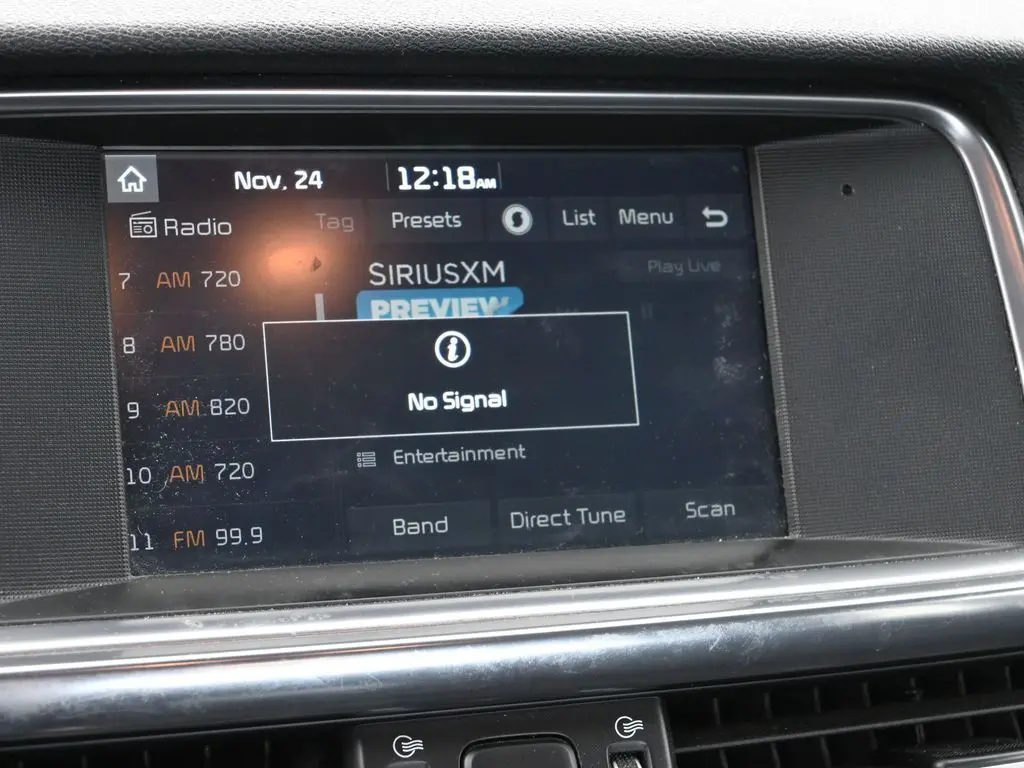 Nov. 24 12:18AM
Radio Tag Presets List Menu
7 AM 720
SIRIUSXM Play Live
PREVIEW
8 AM 780
No Signal
9 AM 820
Entertainment
10 AM 720
Band Direct Tune Scan
11 FM 99.9